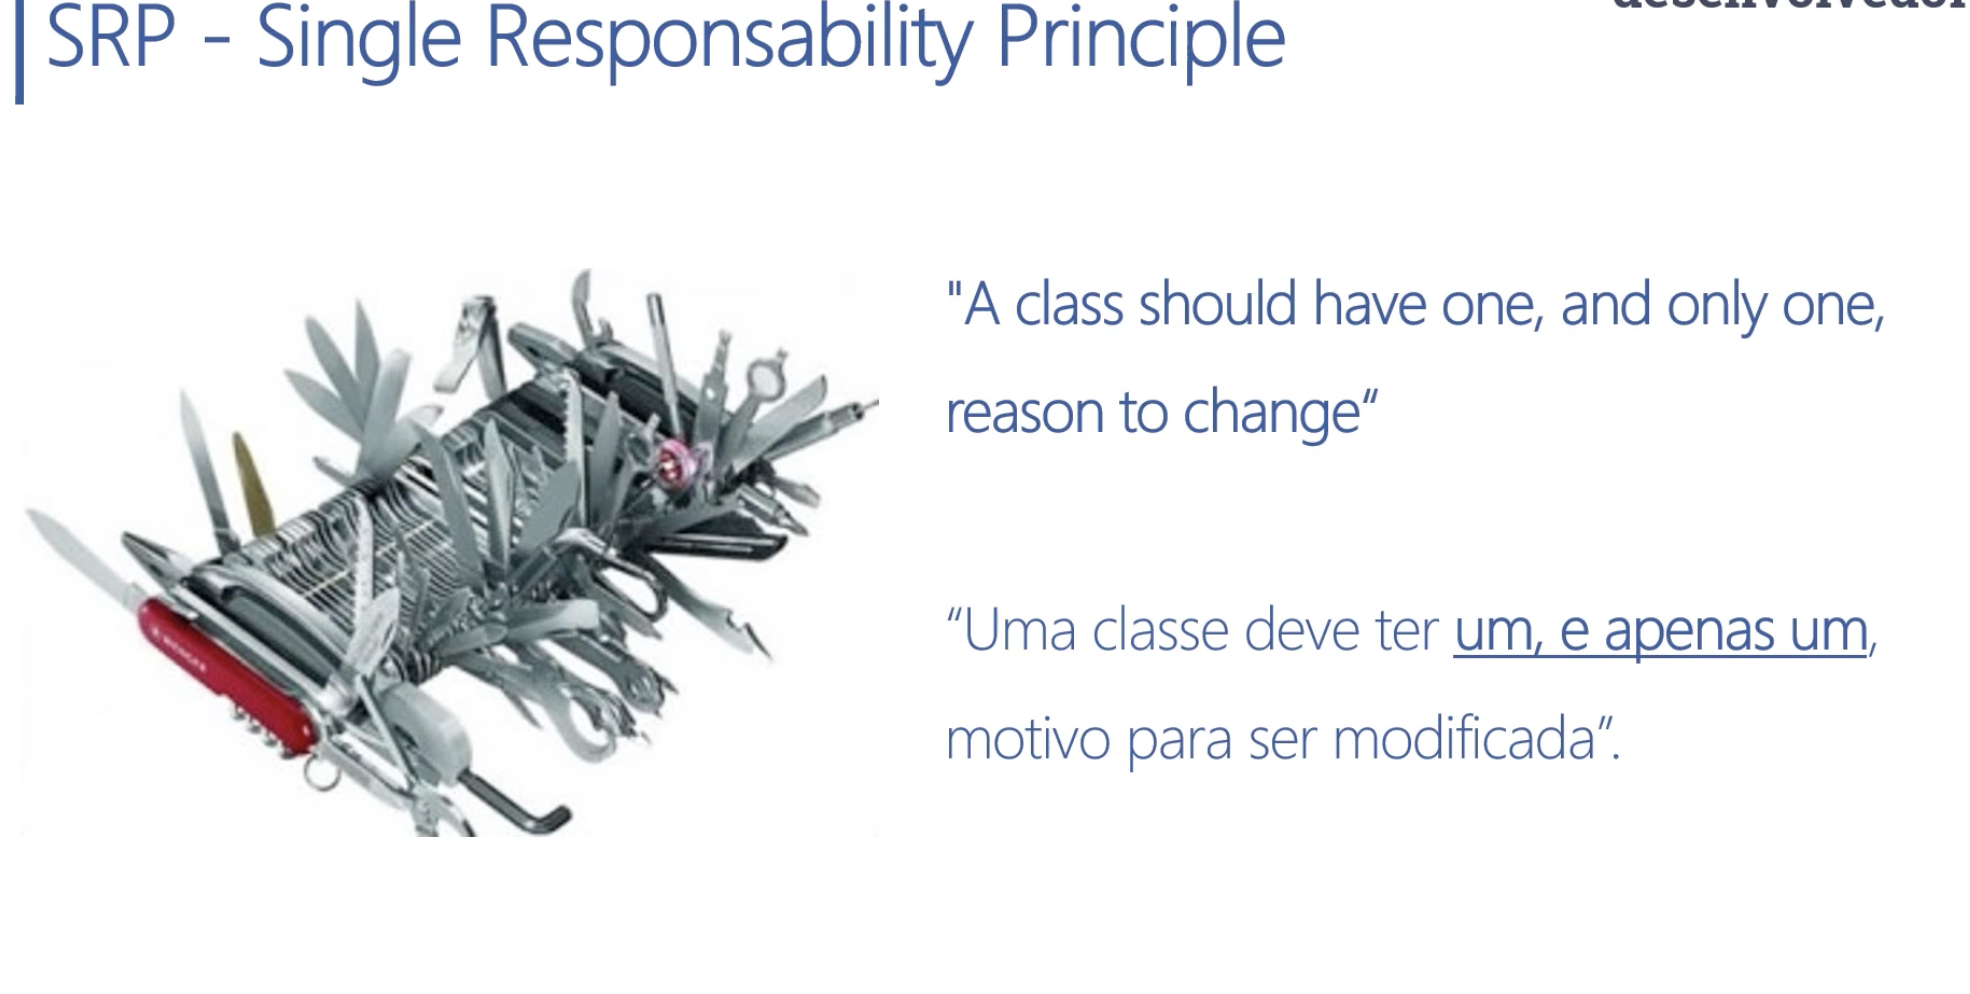 desenvolvedor
SRP - Single Responsability Principle
"A class should have one, and only one,
reason to change“
“Uma classe deve ter um, e apenas um,
motivo para ser modificada”.